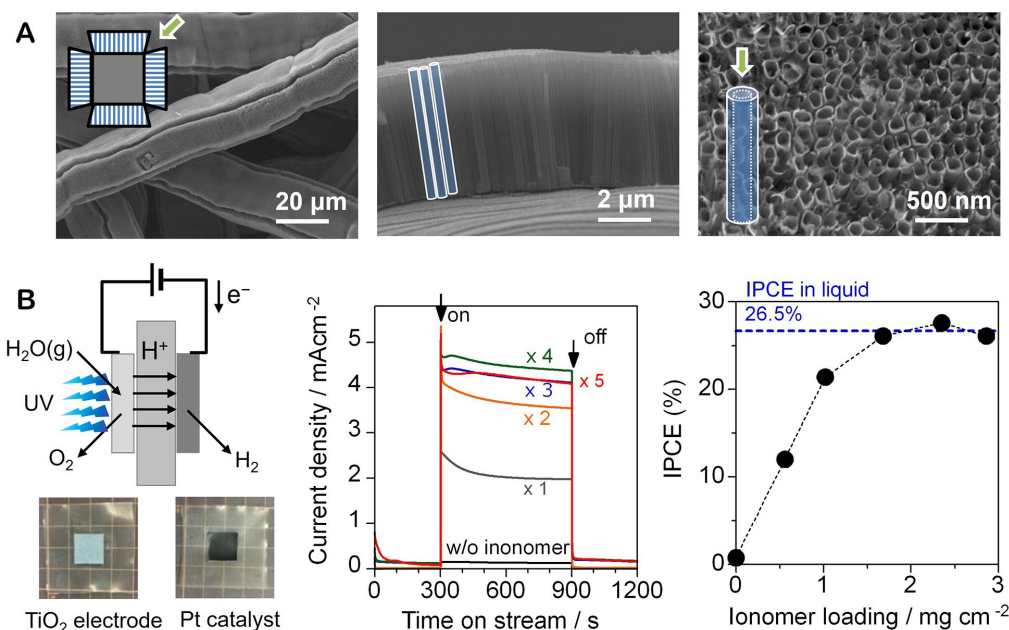 A
20 μm
2 μm
500 nm
B
e⁻
H₂O(g)
H⁺
UV
O₂
H₂
TiO₂ electrode
Pt catalyst
Current density / mAcm⁻²
5
4
3
2
1
0
on
off
x 4
x 3
x 5
x 2
x 1
w/o inonomer
0 300 600 900 1200
Time on stream / s
IPCE (%)
30
20
10
0
IPCE in liquid
26.5%
0 1 2 3
Ionomer loading / mg cm⁻²